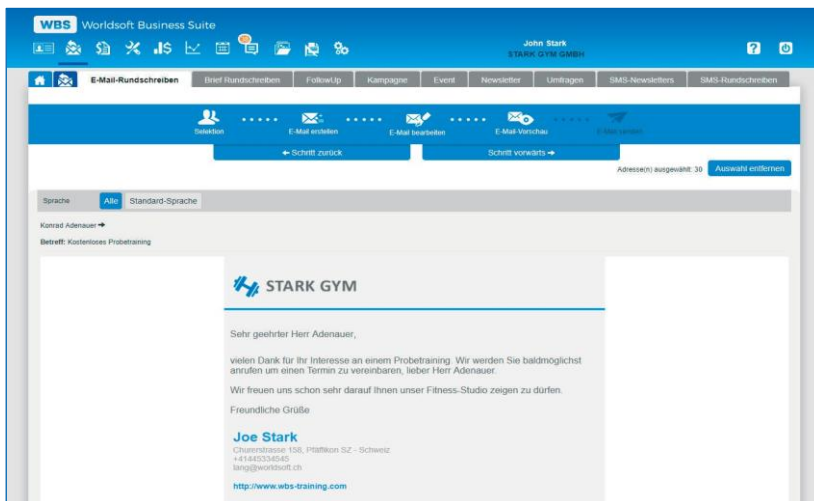 WBS Worldsoft Business Suite
John Stark
STARK GYM GMBH
E-Mail-Rundschreiben Brief Rundschreiben FollowUp Kampagne Event Newsletter Umfragen SMS-Newsletters SMS-Rundschreiben
Selektion E-Mail erstellen E-Mail bearbeiten E-Mail-Vorschau
← Schritt zurück Schritt vorwärts →
Adresse(n) ausgewählt: 30 Auswahl entfernen
Sprache Alle Standard-Sprache
Konrad Adenauer →
Betreff: Kostenloses Probetraining
STARK GYM
Sehr geehrter Herr Adenauer,
vielen Dank für Ihr Interesse an einem Probetraining. Wir werden Sie baldmöglichst
anrufen um einen Termin zu vereinbaren, lieber Herr Adenauer.
Wir freuen uns schon sehr darauf Ihnen unser Fitness-Studio zeigen zu dürfen.
Freundliche Grüße
Joe Stark
Churerstrasse 158, Pfäffikon SZ - Schweiz
+41445334545
lang@worldsoft.ch
http://www.wbs-training.com